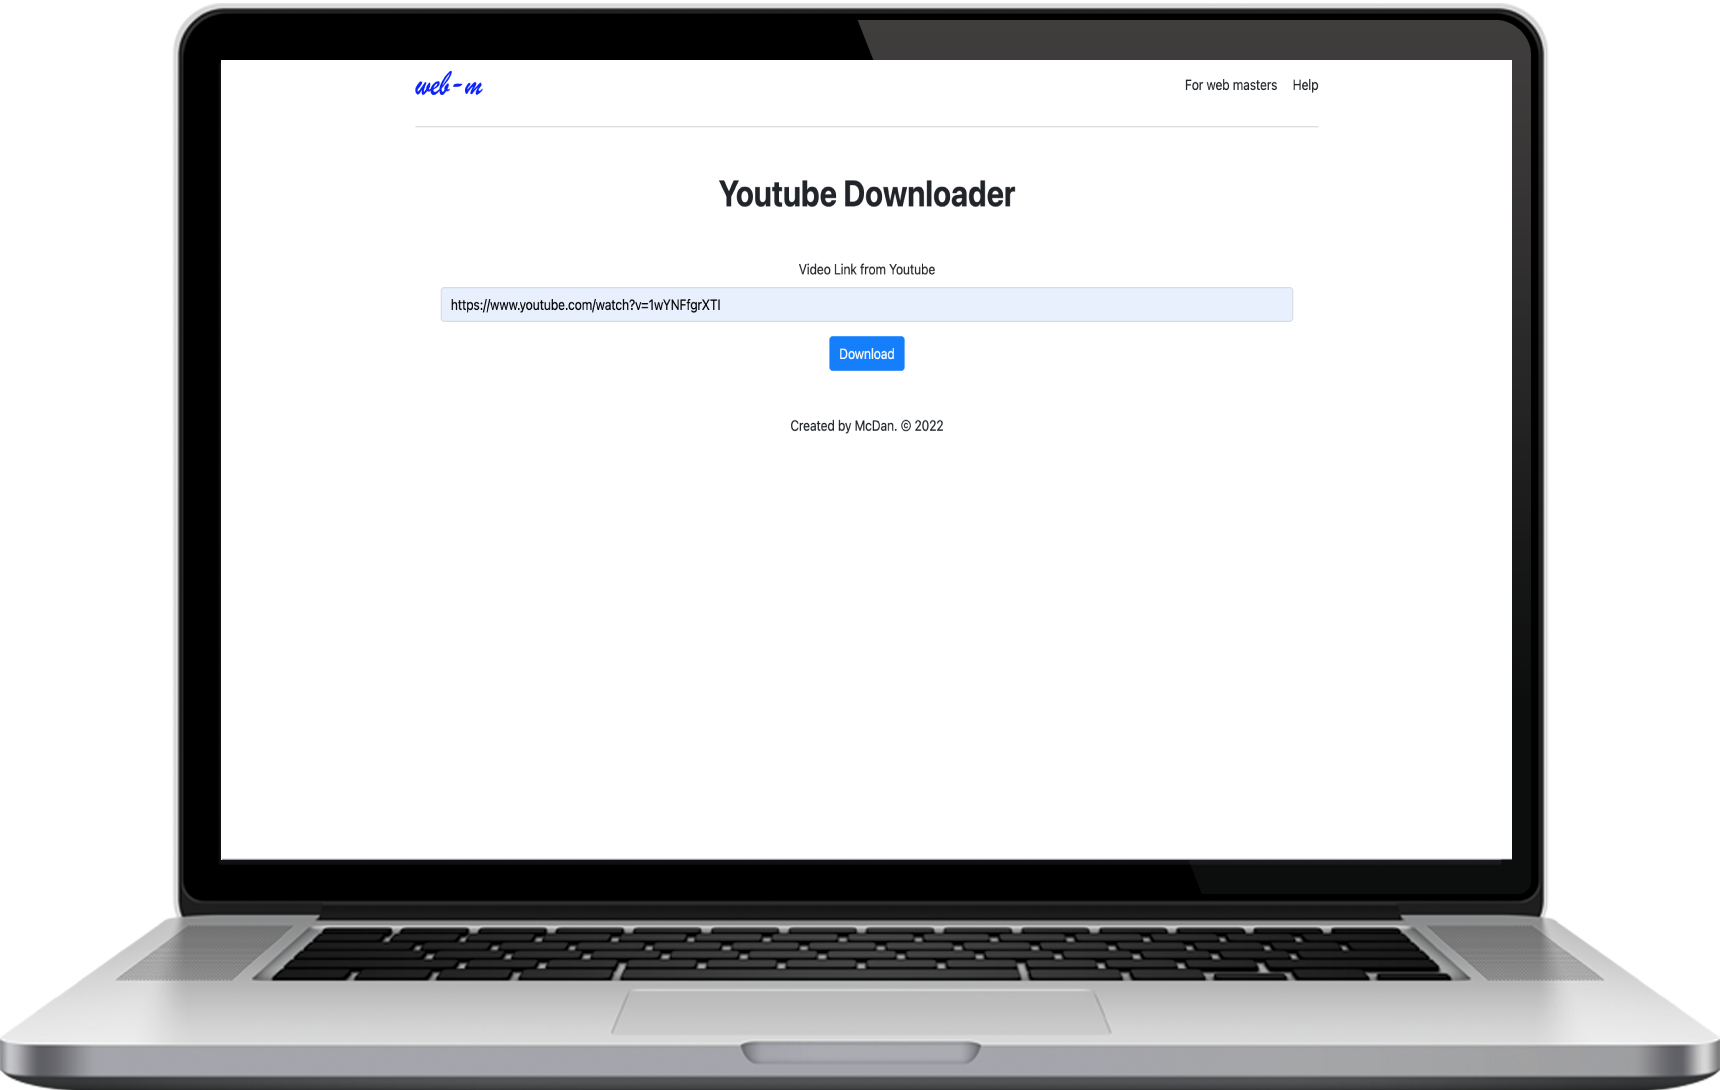 web-m
For web masters Help
Youtube Downloader
Video Link from Youtube
https://www.youtube.com/watch?v=1wYNFfgrXTI
Download
Created by McDan. © 2022